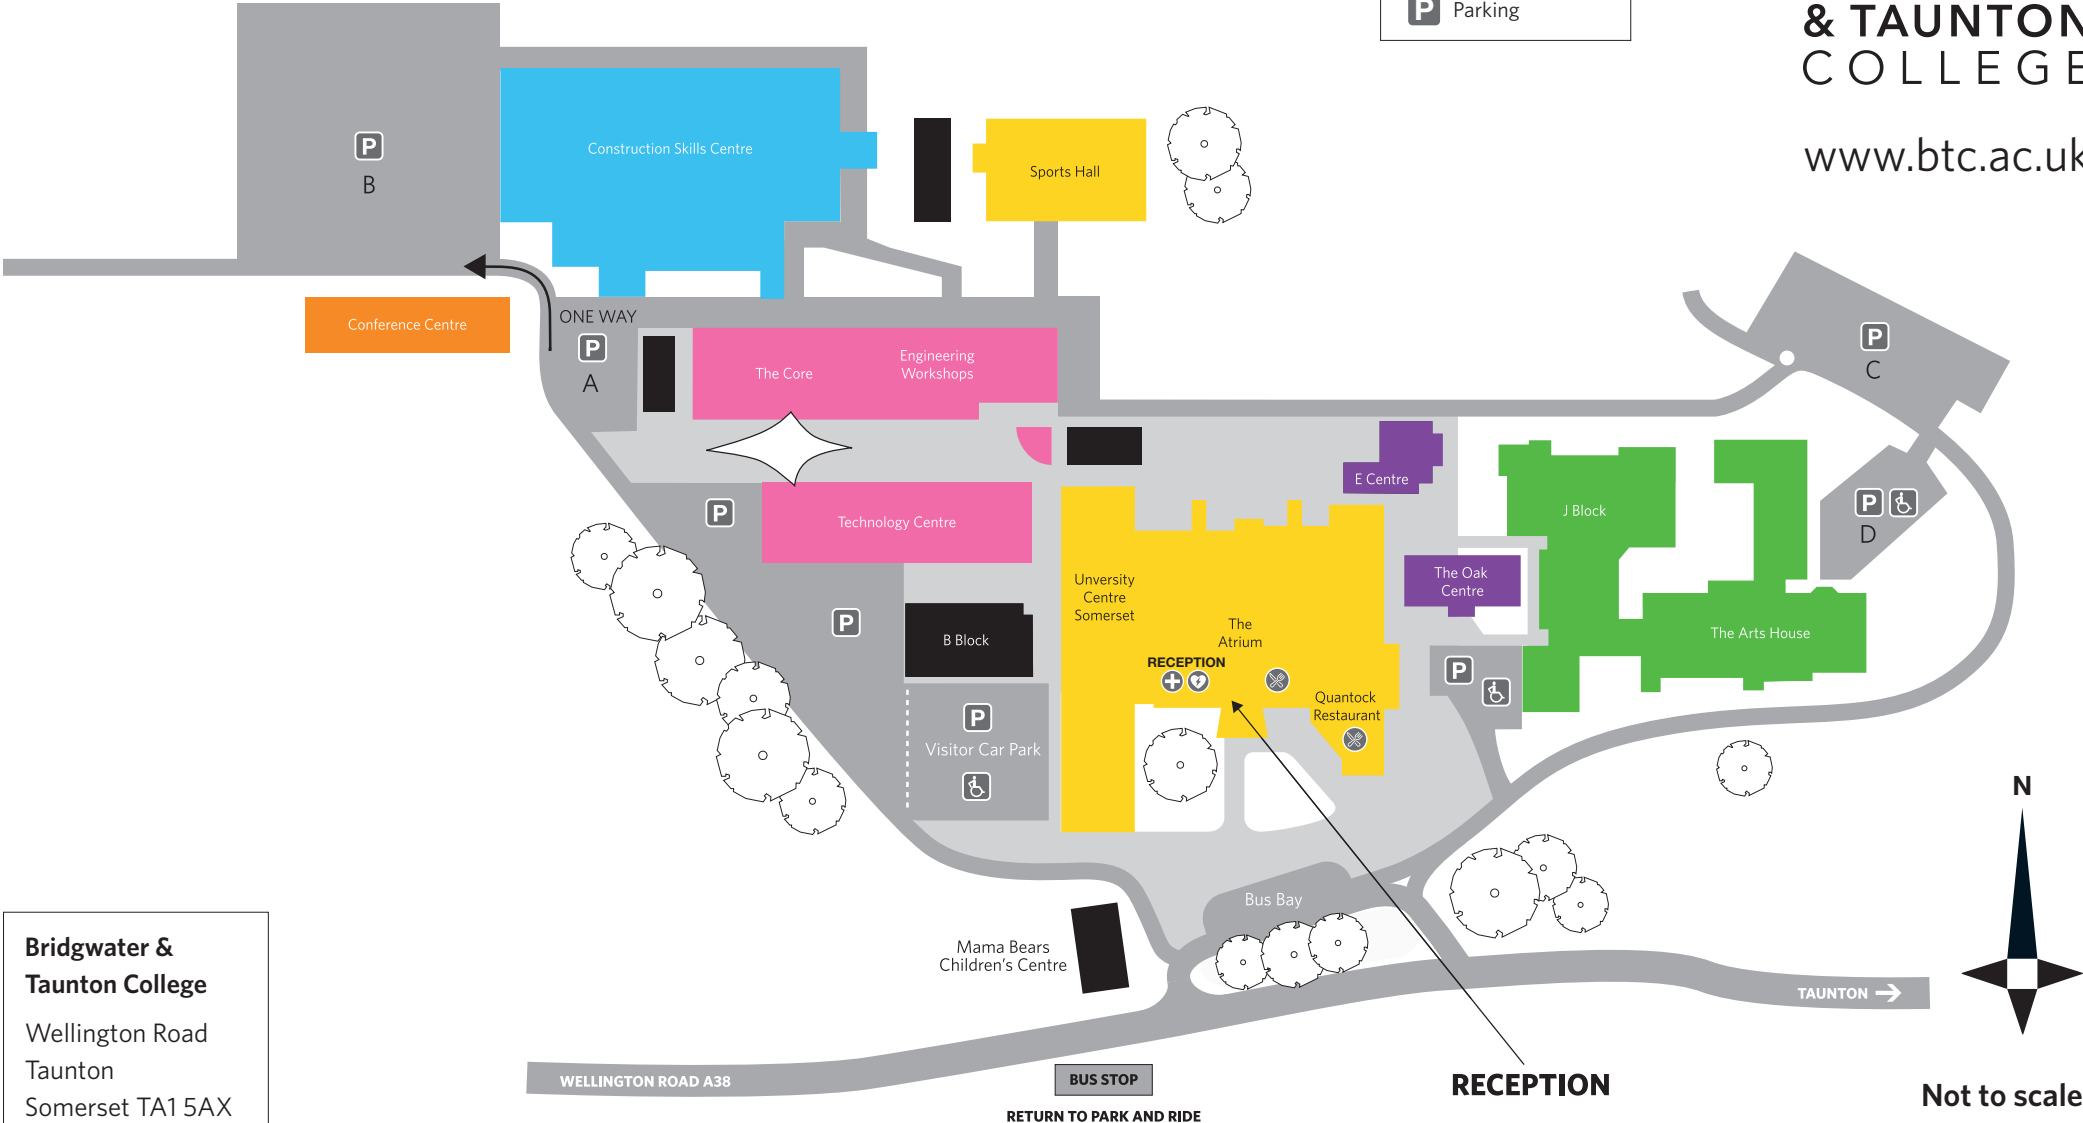 P Parking
& TAUNTON
COLLEGE
www.btc.ac.uk
P
B
Construction Skills Centre
Sports Hall
Conference Centre
ONE WAY
P
A
The Core
Engineering
Workshops
P
C
E Centre
P
Technology Centre
J Block
P
D
Unversity
Centre
Somerset
The Oak
Centre
P
B Block
The
Atrium
The Arts House
RECEPTION
P
Quantock
Restaurant
P
Visitor Car Park
N
Bus Bay
Mama Bears
Children's Centre
Bridgwater &
Taunton College
Wellington Road
Taunton
Somerset TA1 5AX
TAUNTON →
WELLINGTON ROAD A38
BUS STOP
RETURN TO PARK AND RIDE
RECEPTION
Not to scale